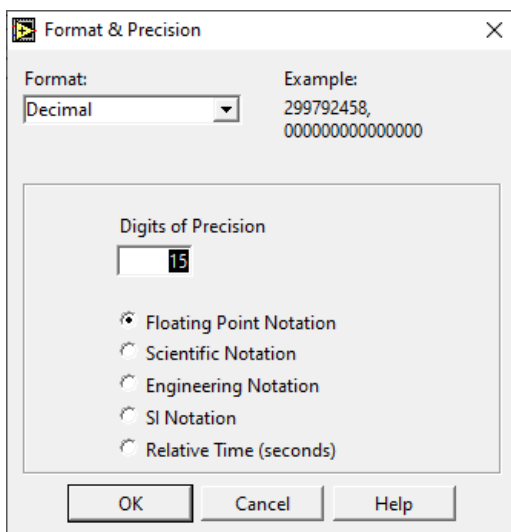 Format & Precision
Format:
Decimal
Example:
299792458,
000000000000000
Digits of Precision
15
Floating Point Notation
Scientific Notation
Engineering Notation
SI Notation
Relative Time (seconds)
OK
Cancel
Help